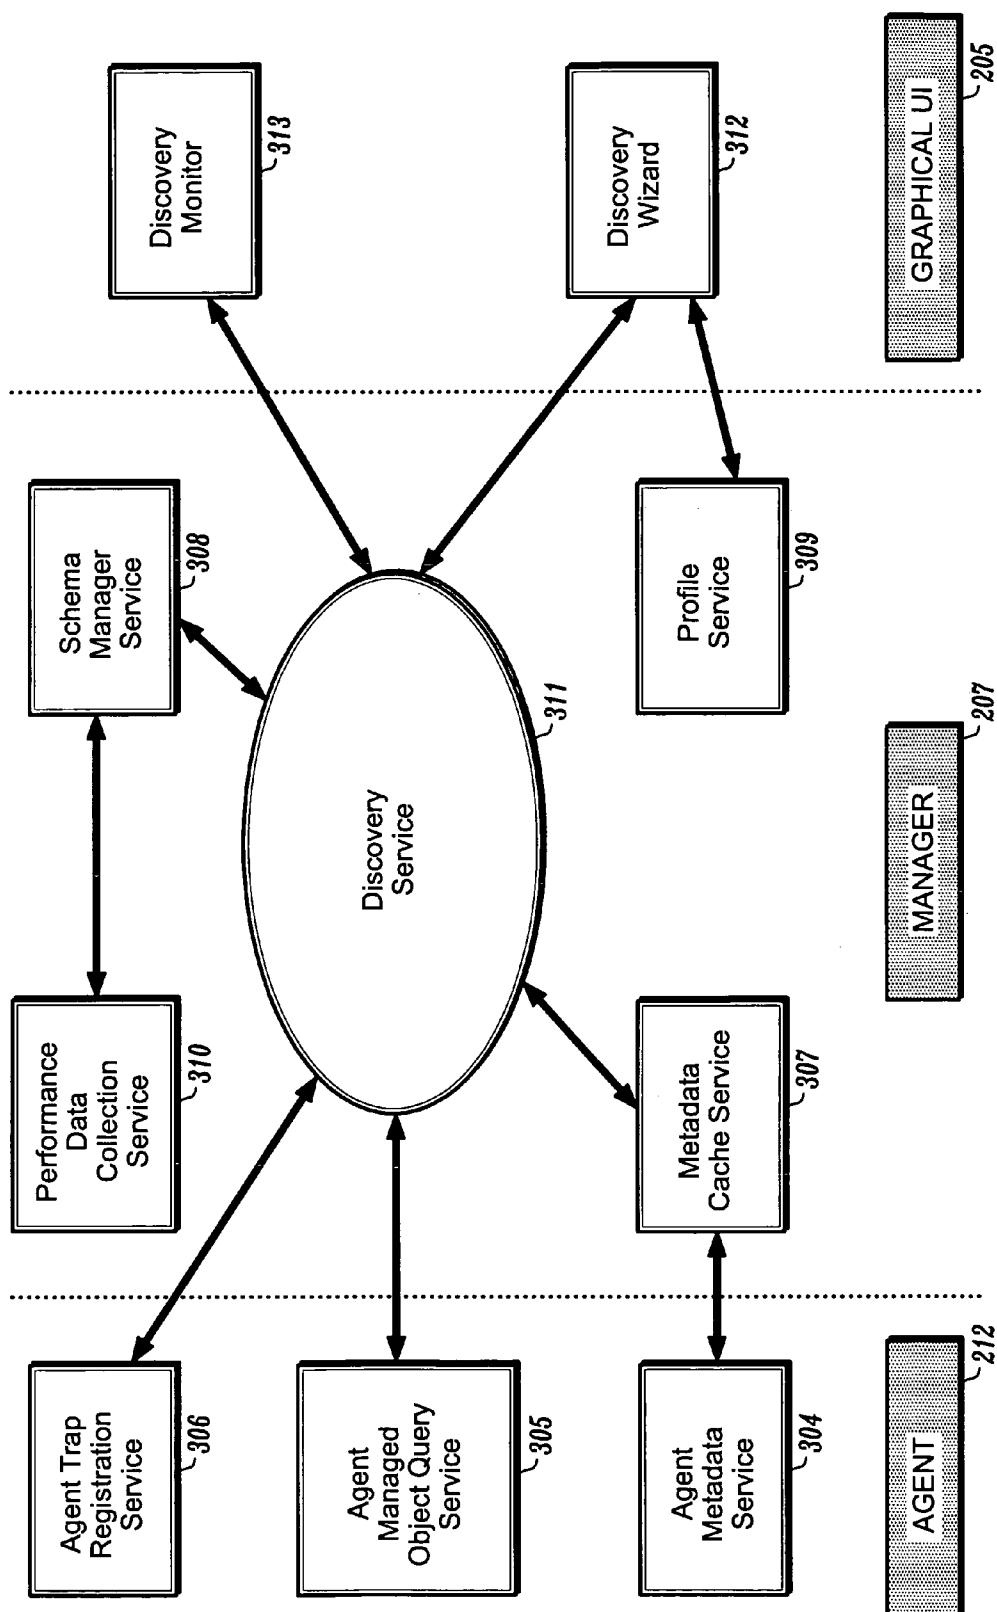 Agent Trap
Registration
Service
306
Agent
Managed
Object Query
Service
305
Agent
Metadata
Service
304
AGENT
212
Performance
Data
Collection
Service
310
Schema
Manager
Service
308
Discovery
Service
311
Metadata
Cache Service
307
Profile
Service
309
MANAGER
207
Discovery
Monitor
313
Discovery
Wizard
312
GRAPHICAL UI
205